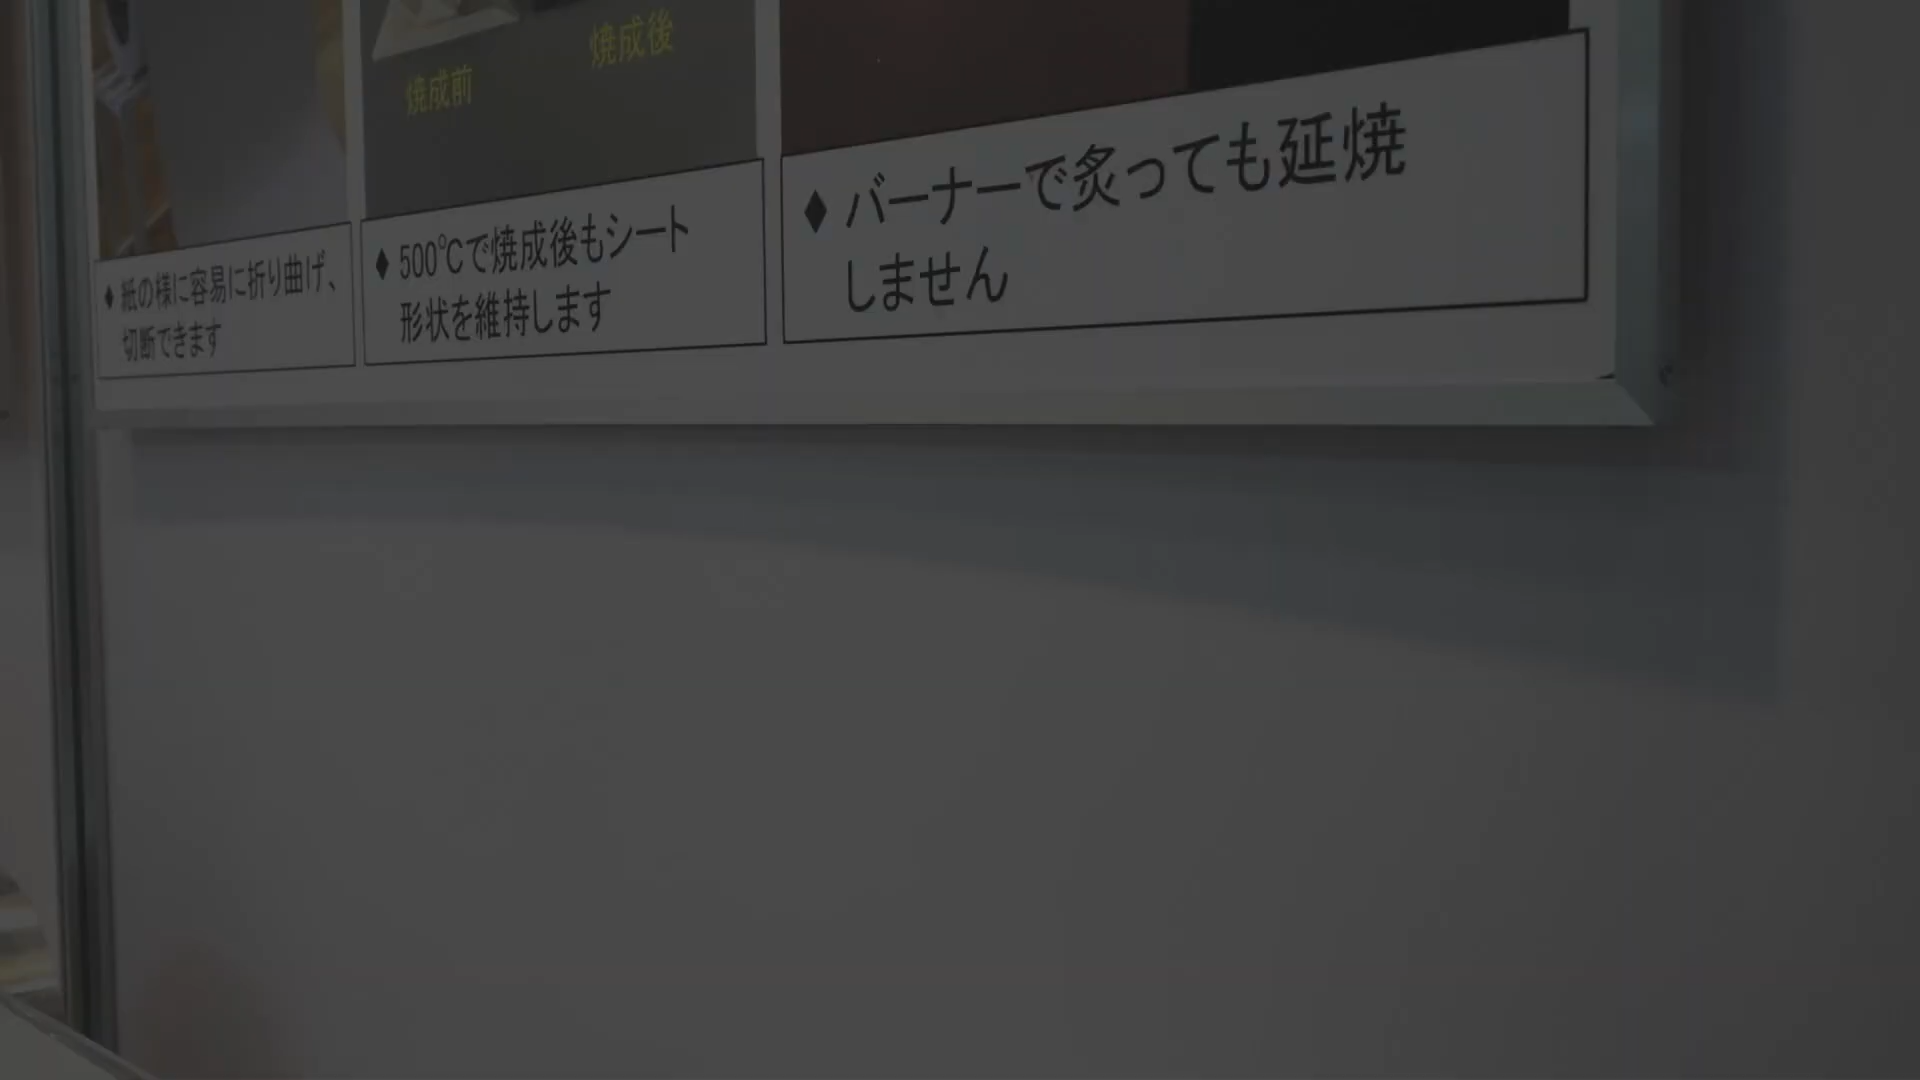 焼成前
焼成後
♦ 紙の様に容易に折り曲げ、
切断できます
♦ 500℃で焼成後もシート
形状を維持します
♦ バーナーで炙っても延焼
しません